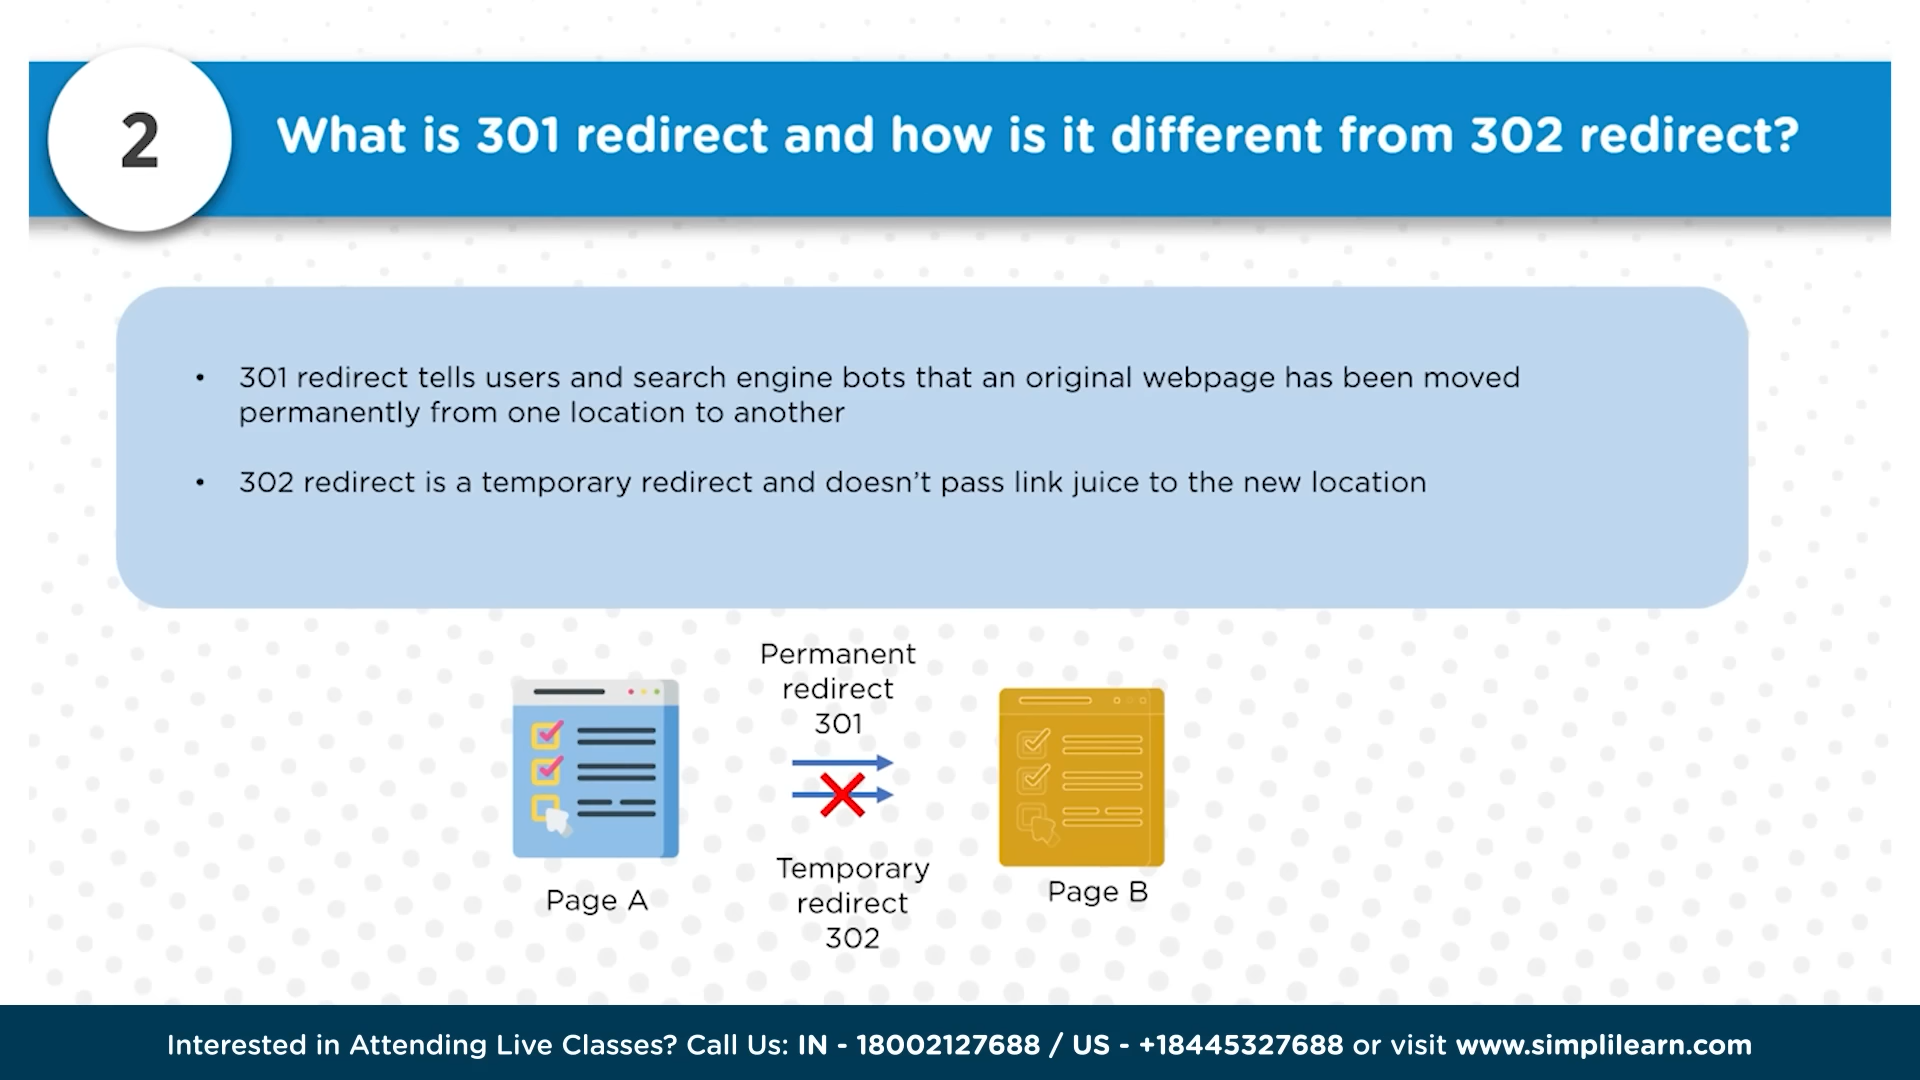 2
What is 301 redirect and how is it different from 302 redirect?
• 301 redirect tells users and search engine bots that an original webpage has been moved
permanently from one location to another
• 302 redirect is a temporary redirect and doesn’t pass link juice to the new location
Permanent
redirect
301
Temporary
redirect
302
Page A
Page B
Interested in Attending Live Classes? Call Us: IN - 18002127688 / US - +18445327688 or visit www.simplilearn.com